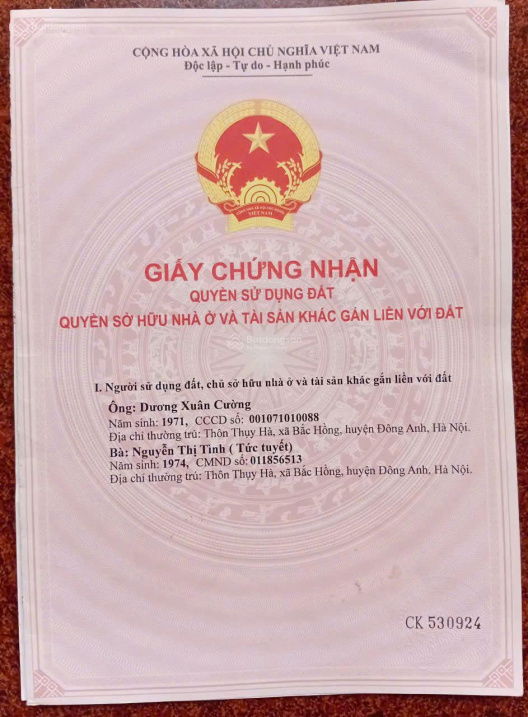 CỘNG HÒA XÃ HỘI CHỦ NGHĨA VIỆT NAM
Độc lập - Tự do - Hạnh phúc
VIỆT NAM
GIẤY CHỨNG NHẬN
QUYỀN SỬ DỤNG ĐẤT
QUYỀN SỞ HỮU NHÀ Ở VÀ TÀI SẢN KHÁC GẮN LIỀN VỚI ĐẤT
Batdongsan
I. Người sử dụng đất, chủ sở hữu nhà ở và tài sản khác gắn liền với đất
Ông: Dương Xuân Cường
Năm sinh: 1971, CCCD số: 001071010088
Địa chỉ thường trú: Thôn Thụy Hà, xã Bắc Hồng, huyện Đông Anh, Hà Nội.
Bà: Nguyễn Thị Tình ( Tức tuyết)
Năm sinh: 1974, CMND số: 011856513
Địa chỉ thường trú: Thôn Thụy Hà, xã Bắc Hồng, huyện Đông Anh, Hà Nội.
CK 530924